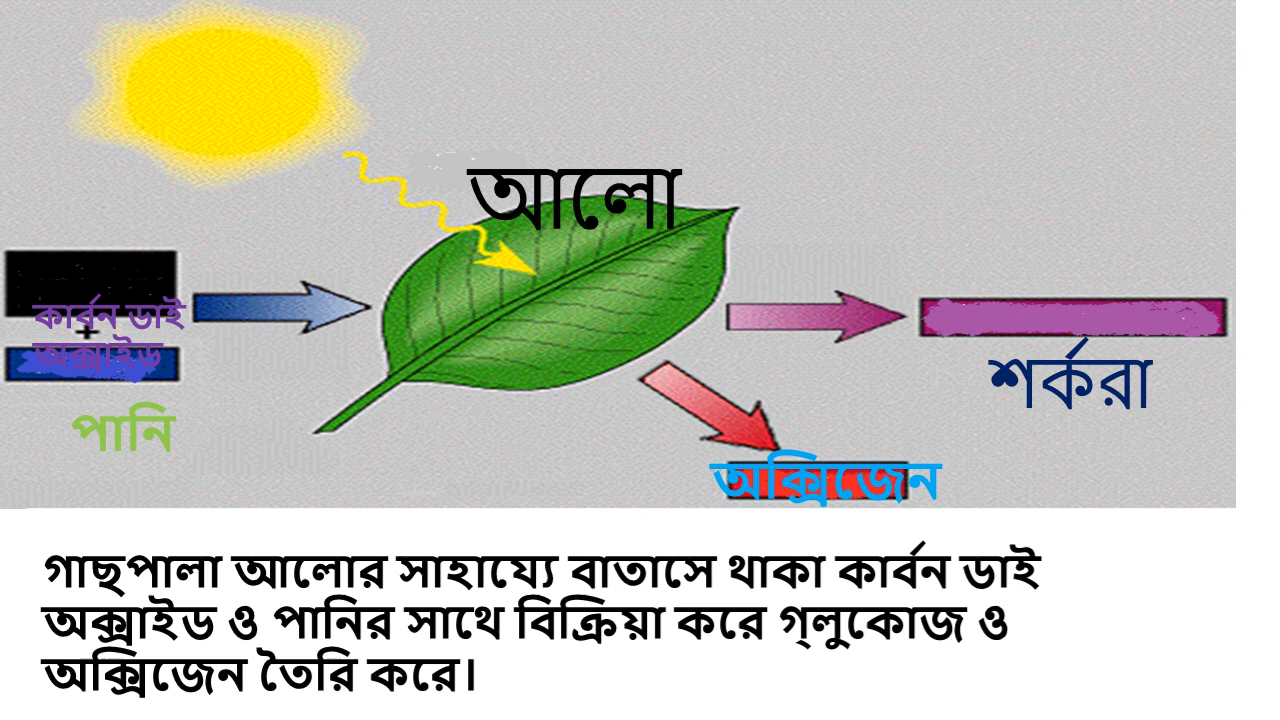 আলো
কার্বন ডাই
+
অক্সাইড
পানি
শর্করা
অক্সিজেন
গাছপালা আলোর সাহায্যে বাতাসে থাকা কার্বন ডাই
অক্সাইড ও পানির সাথে বিক্রিয়া করে গ্লুকোজ ও
অক্সিজেন তৈরি করে।